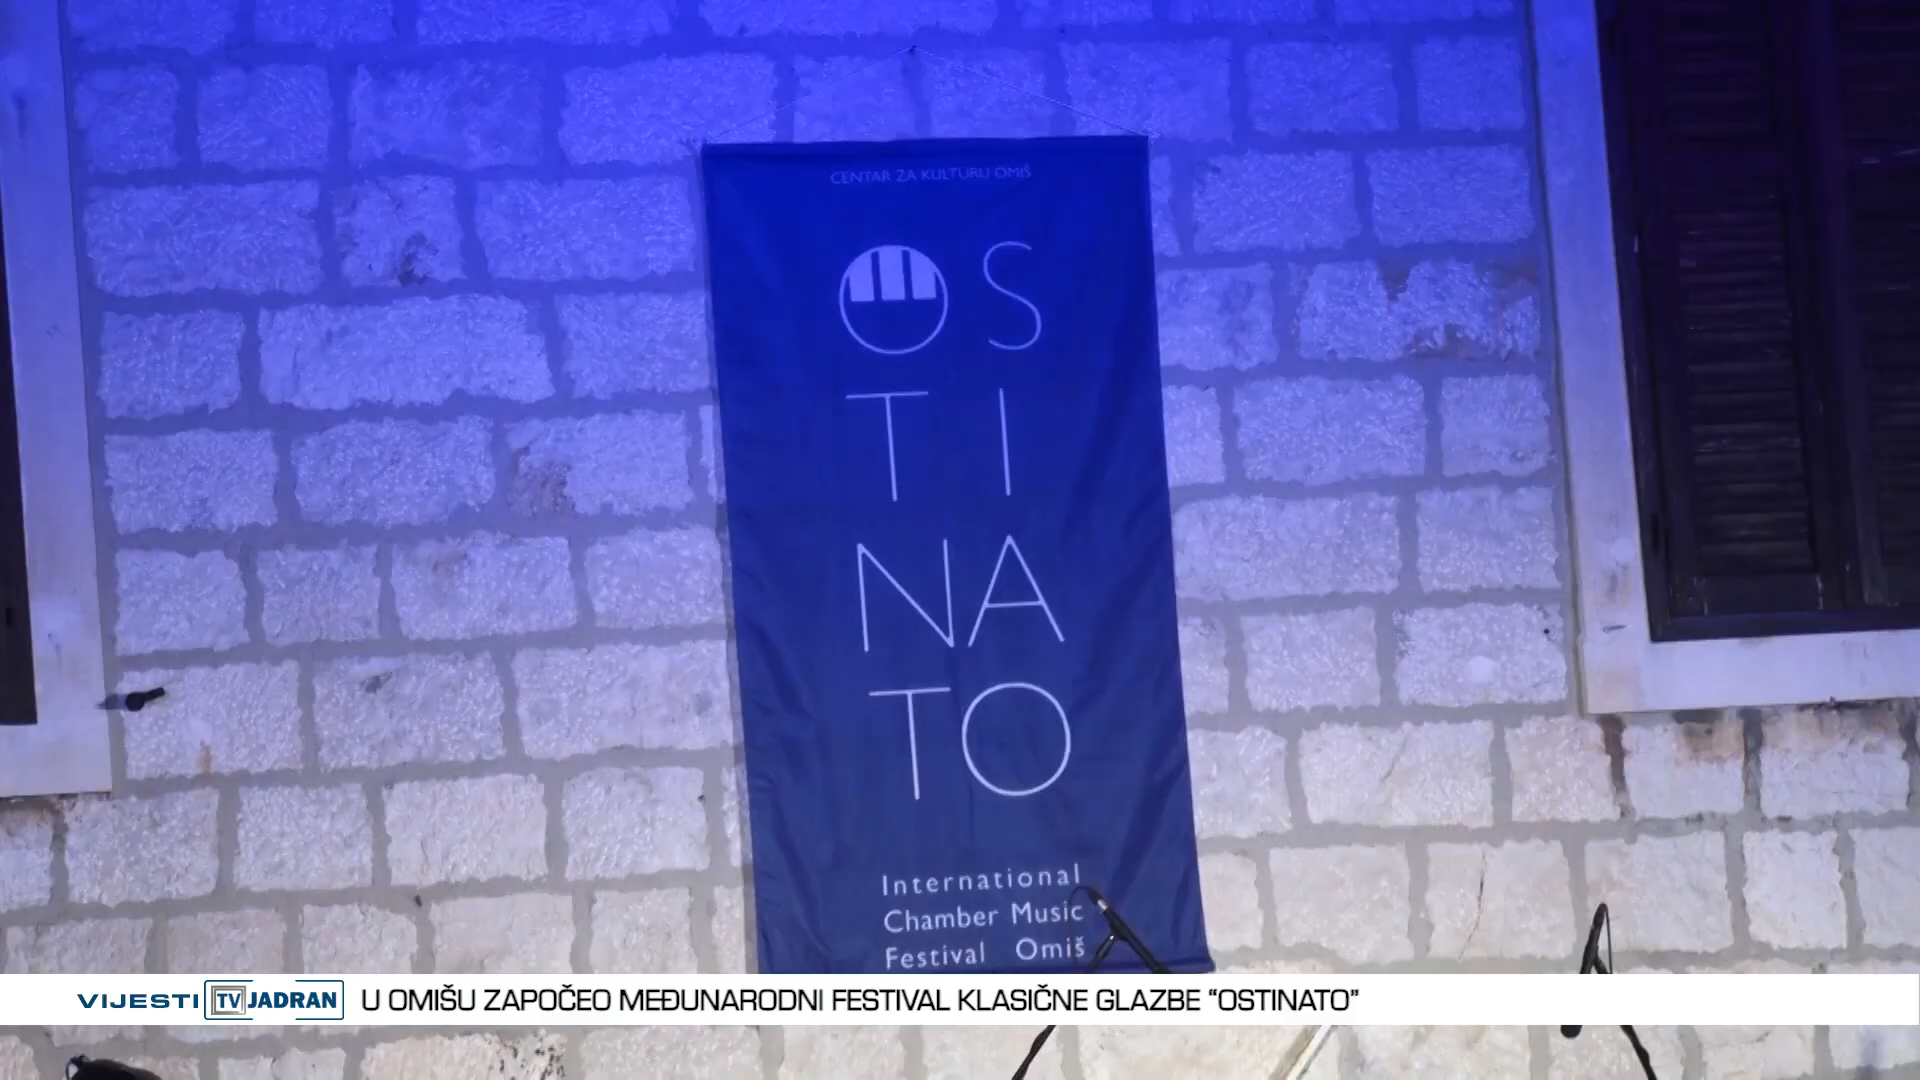 CENTAR ZA KULTURU OMIŠ
OS
TI
NA
TO
International
Chamber Music
Festival Omiš
VIJESTI TV JADRAN U OMIŠU ZAPOČEO MEĐUNARODNI FESTIVAL KLASIČNE GLAZBE “OSTINATO”